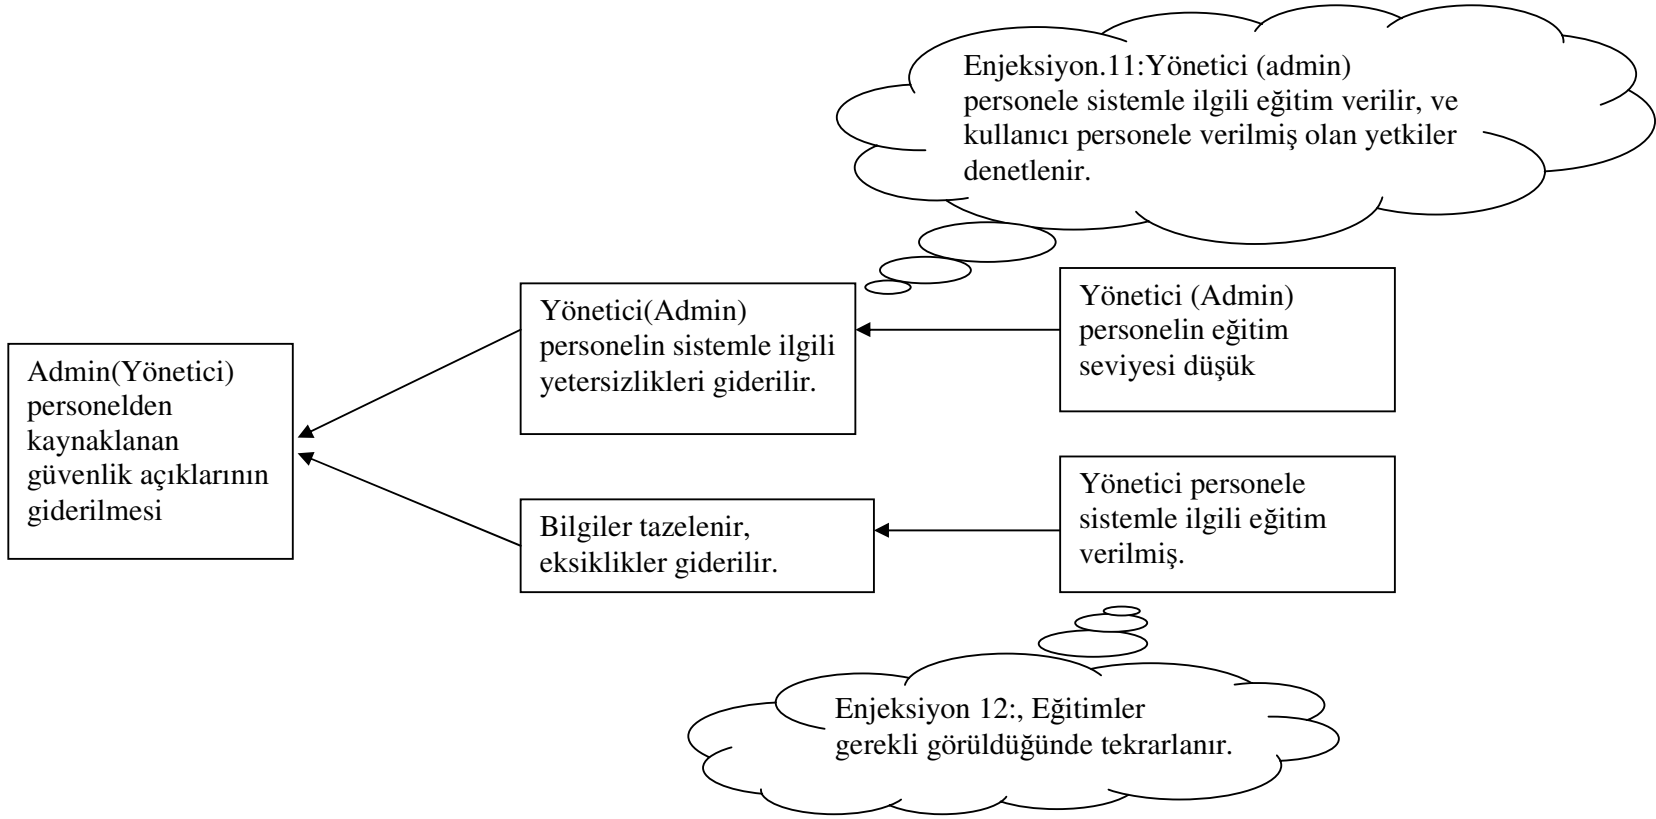 Enjeksiyon.11:Yönetici (admin)
personele sistemle ilgili eğitim verilir, ve
kullanıcı personele verilmiş olan yetkiler
denetlenir.
Yönetici(Admin)
personelin sistemle ilgili
yetersizlikleri giderilir.
Yönetici (Admin)
personelin eğitim
seviyesi düşük
Admin(Yönetici)
personelden
kaynaklanan
güvenlik açıklarının
giderilmesi
Bilgiler tazelenir,
eksiklikler giderilir.
Yönetici personele
sistemle ilgili eğitim
verilmiş.
Enjeksiyon 12:, Eğitimler
gerekli görüldüğünde tekrarlanır.